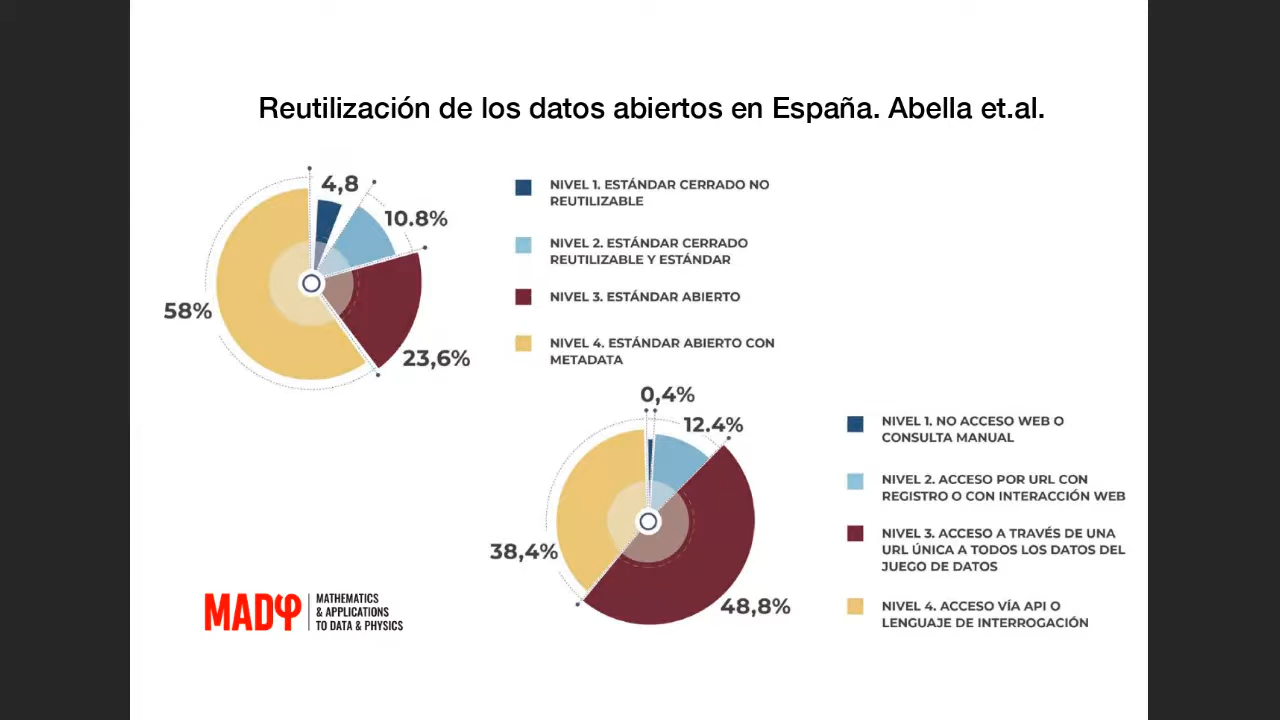 Reutilización de los datos abiertos en España. Abella et.al.
4,8
10.8%
58%
23,6%
NIVEL 1. ESTÁNDAR CERRADO NO
REUTILIZABLE
NIVEL 2. ESTÁNDAR CERRADO
REUTILIZABLE Y ESTÁNDAR
NIVEL 3. ESTÁNDAR ABIERTO
NIVEL 4. ESTÁNDAR ABIERTO CON
METADATA
0,4%
12.4%
38,4%
48,8%
NIVEL 1. NO ACCESO WEB O
CONSULTA MANUAL
NIVEL 2. ACCESO POR URL CON
REGISTRO O CON INTERACCIÓN WEB
NIVEL 3. ACCESO A TRAVÉS DE UNA
URL ÚNICA A TODOS LOS DATOS DEL
JUEGO DE DATOS
NIVEL 4. ACCESO VÍA API O
LENGUAJE DE INTERROGACIÓN
MADφ
MATHEMATICS
& APPLICATIONS
TO DATA & PHYSICS